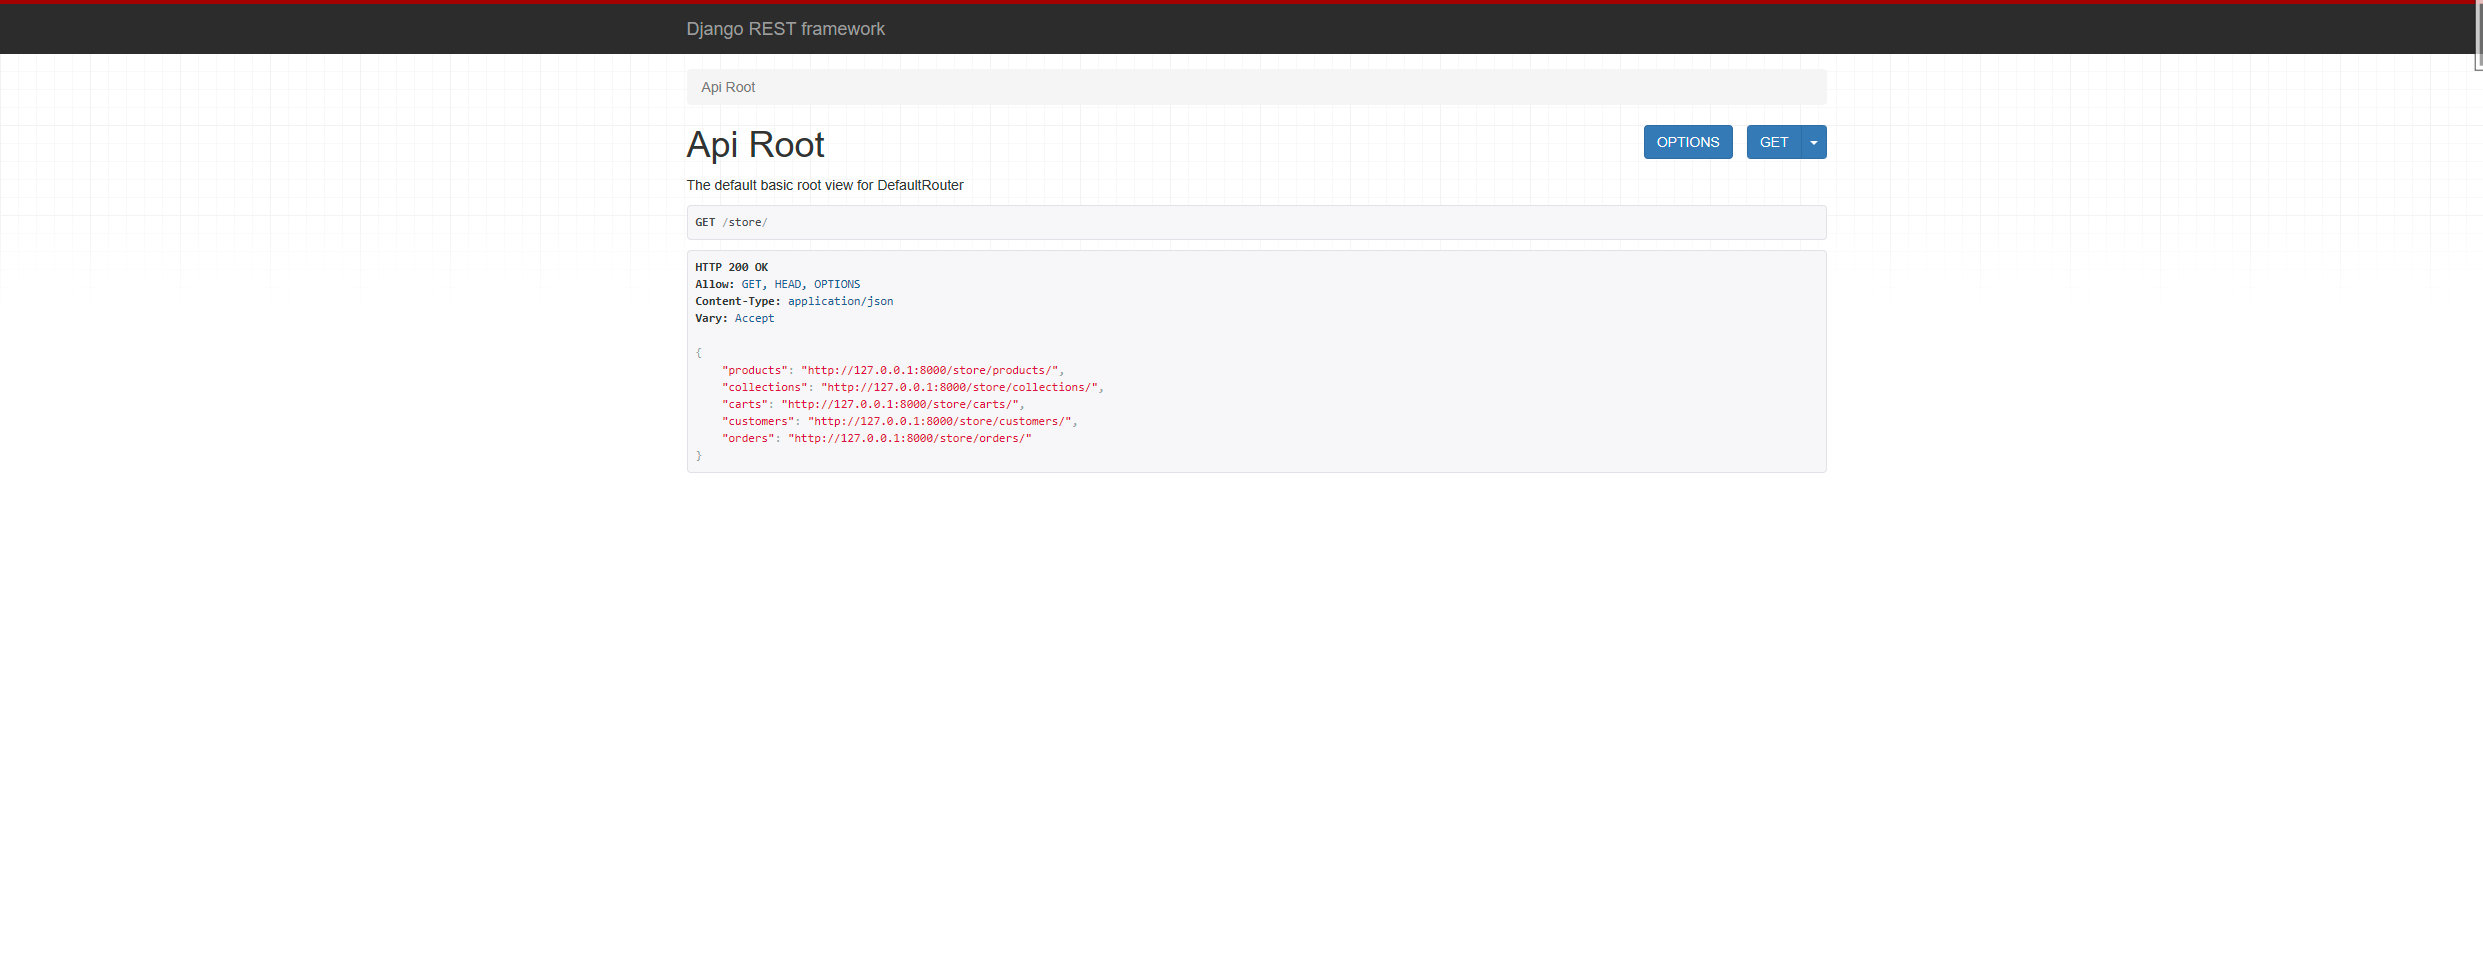 Django REST framework
Api Root
Api Root
OPTIONS
GET
The default basic root view for DefaultRouter
GET /store/
HTTP 200 OK
Allow: GET, HEAD, OPTIONS
Content-Type: application/json
Vary: Accept
{
    "products": "http://127.0.0.1:8000/store/products/",
    "collections": "http://127.0.0.1:8000/store/collections/",
    "carts": "http://127.0.0.1:8000/store/carts/",
    "customers": "http://127.0.0.1:8000/store/customers/",
    "orders": "http://127.0.0.1:8000/store/orders/"
}